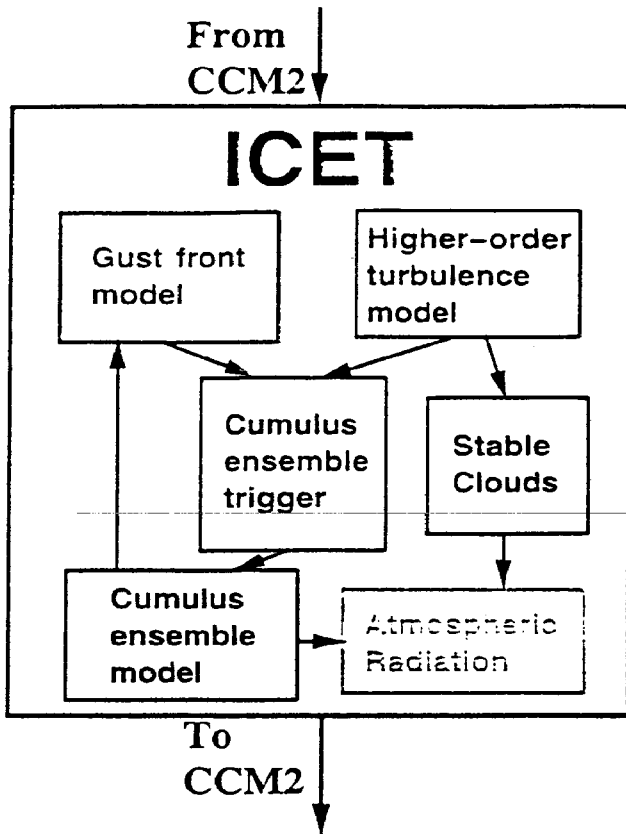 From
CCM2
ICET
Gust front
model
Higher-order
turbulence
model
Cumulus
ensemble
trigger
Stable
Clouds
Cumulus
ensemble
model
Atmospheric
Radiation
To
CCM2